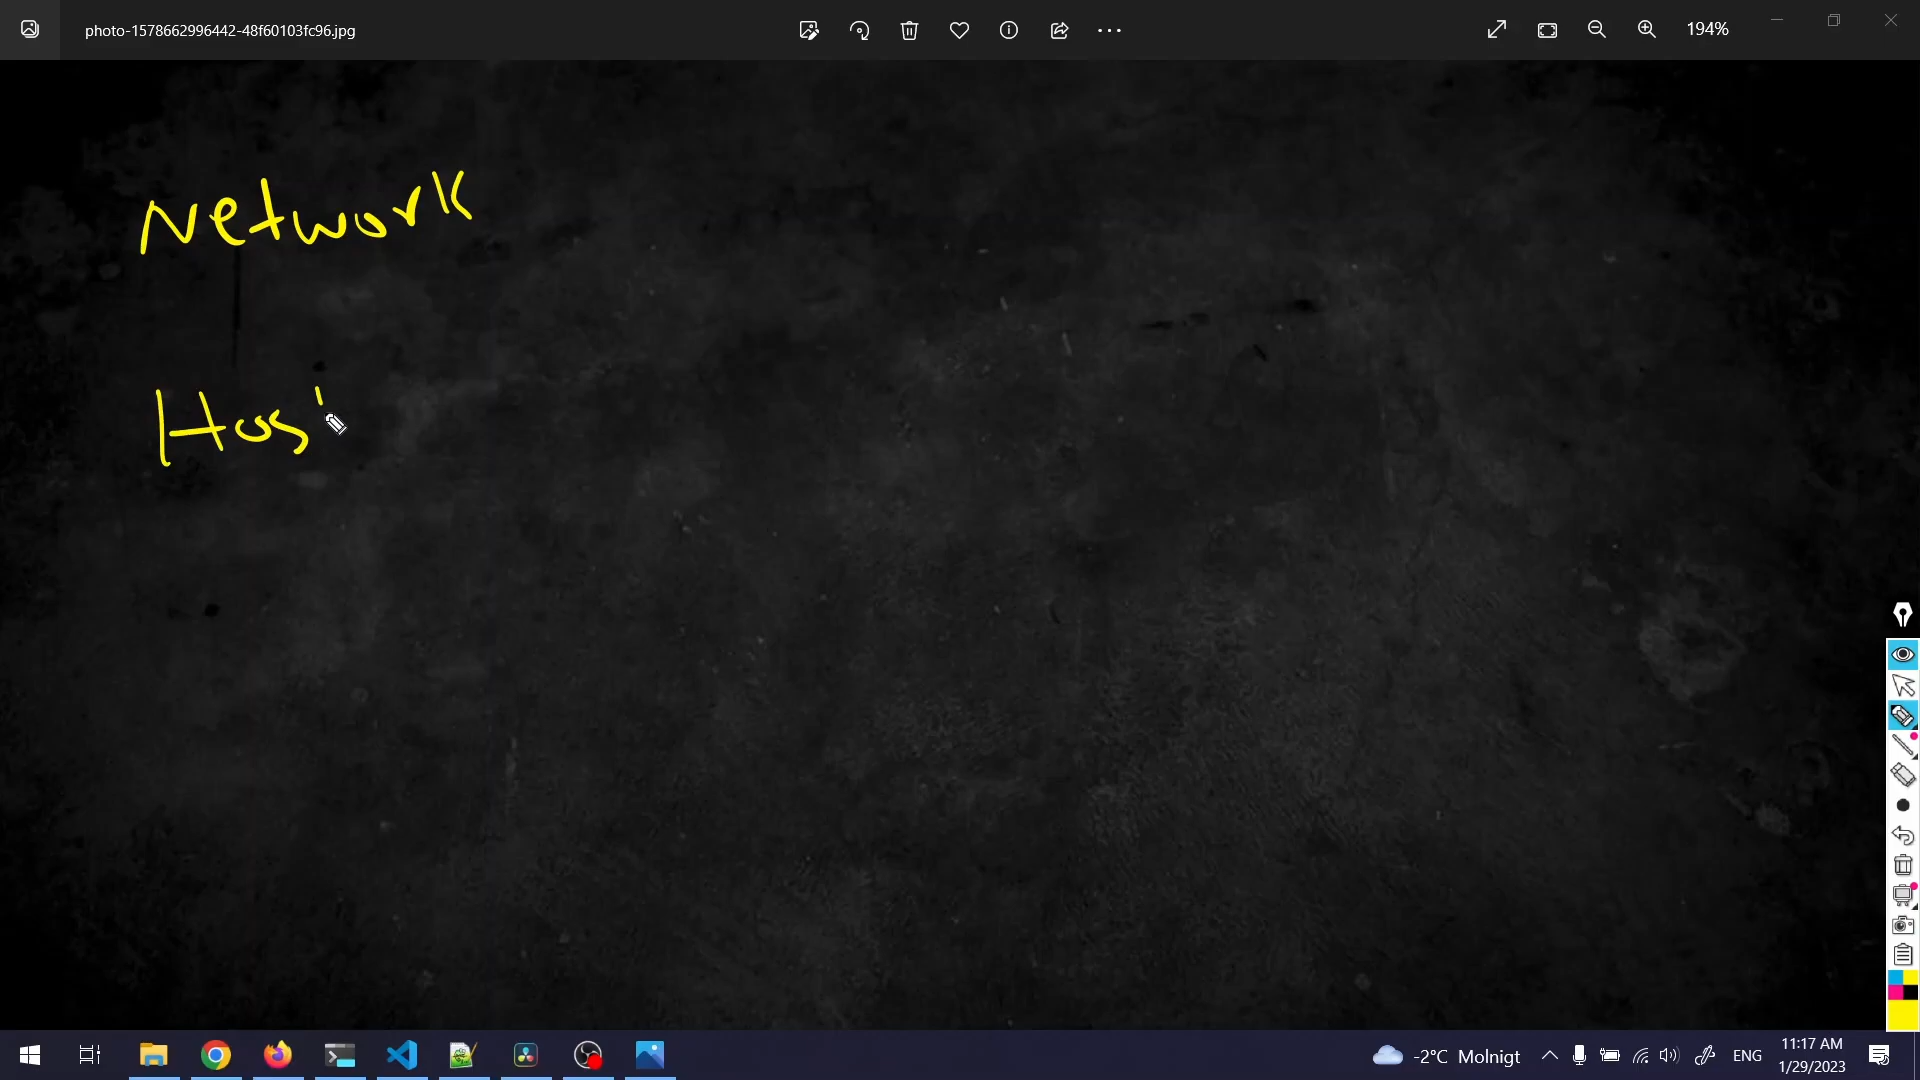 photo-1578662996442-48f60103fc96.jpg
194%
Network
Hos
-2°C Molnigt
ENG
11:17 AM
1/29/2023